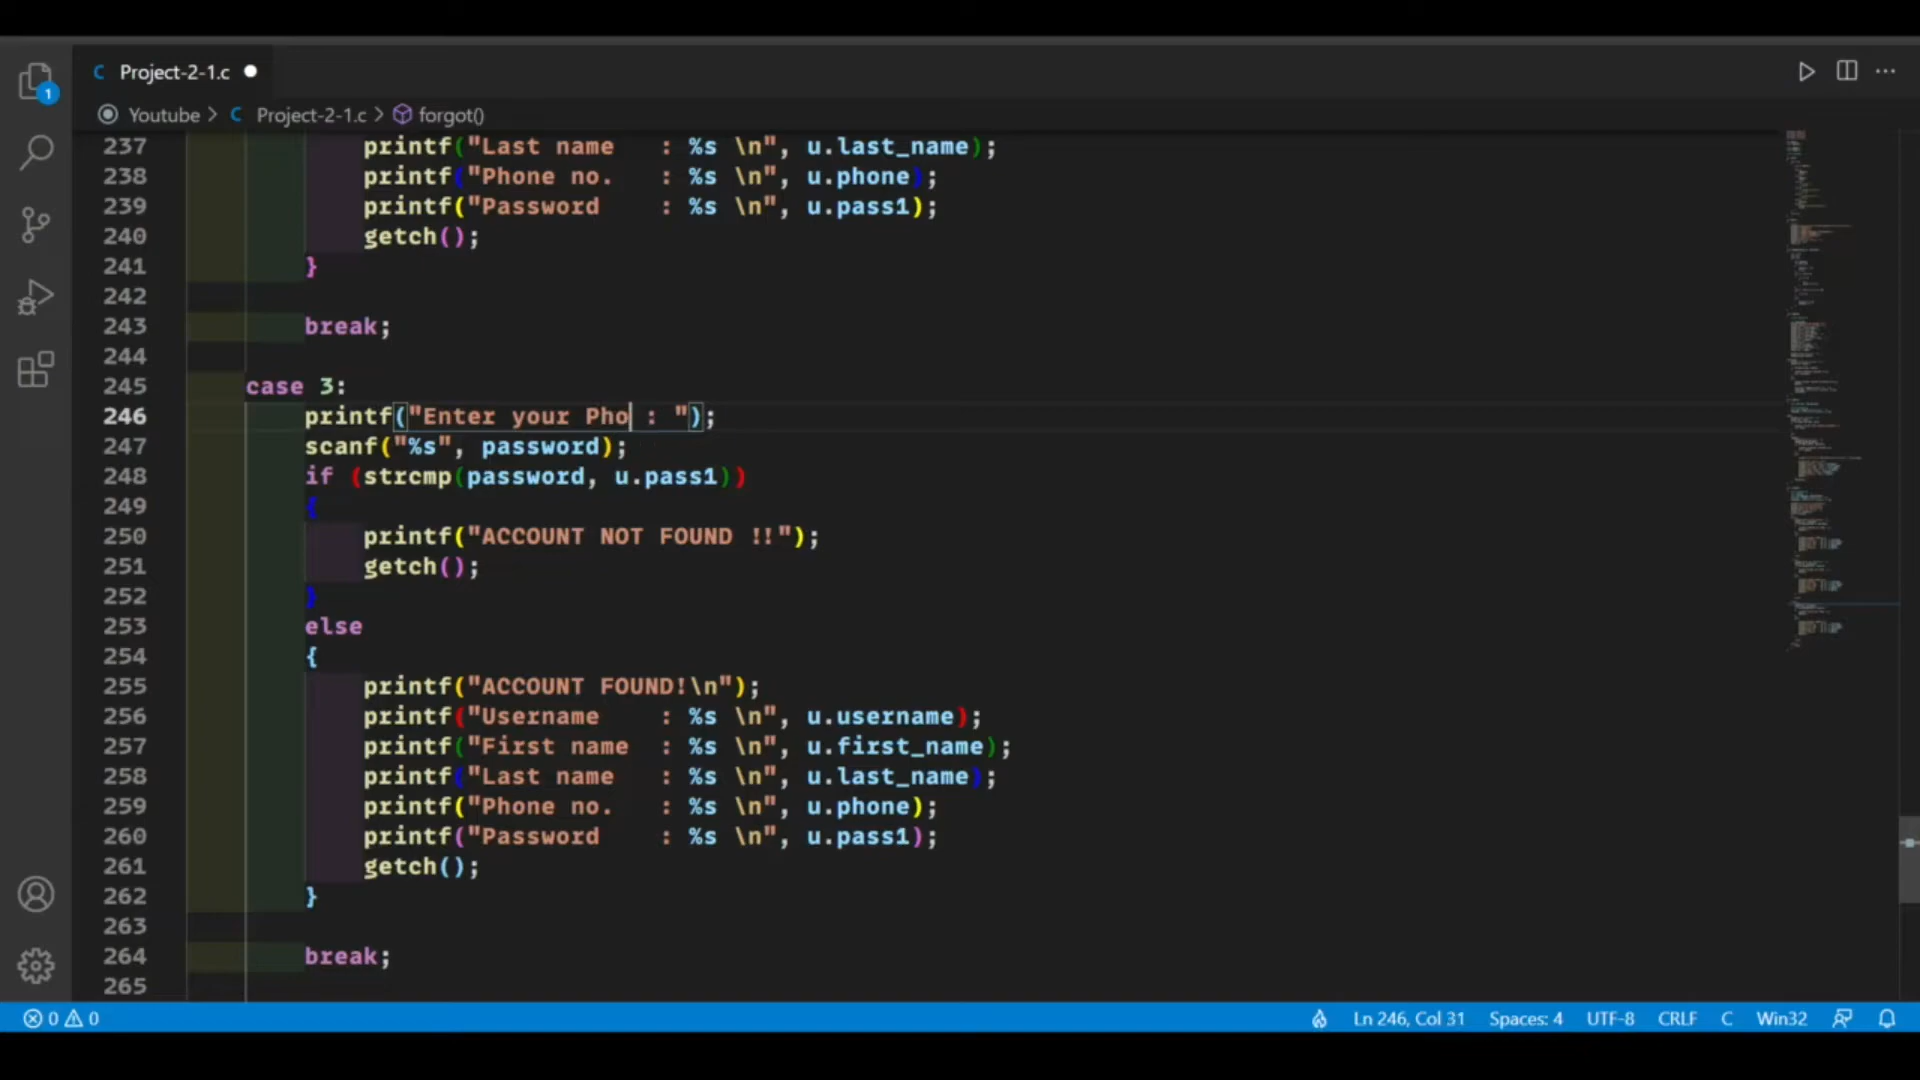 C Project-2-1.c
1
Youtube > C Project-2-1.c > forgot()
237 printf("Last name   : %s \n", u.last_name);
238 printf("Phone no.   : %s \n", u.phone);
239 printf("Password    : %s \n", u.pass1);
240 getch();
241 }
242
243 break;
244
245 case 3:
246 printf("Enter your Pho : ");
247 scanf("%s", password);
248 if (strcmp(password, u.pass1))
249 {
250 printf("ACCOUNT NOT FOUND !!");
251 getch();
252 }
253 else
254 {
255 printf("ACCOUNT FOUND!\n");
256 printf("Username    : %s \n", u.username);
257 printf("First name  : %s \n", u.first_name);
258 printf("Last name   : %s \n", u.last_name);
259 printf("Phone no.   : %s \n", u.phone);
260 printf("Password    : %s \n", u.pass1);
261 getch();
262 }
263
264 break;
265
0 0 Ln 246, Col 31 Spaces: 4 UTF-8 CRLF C Win32